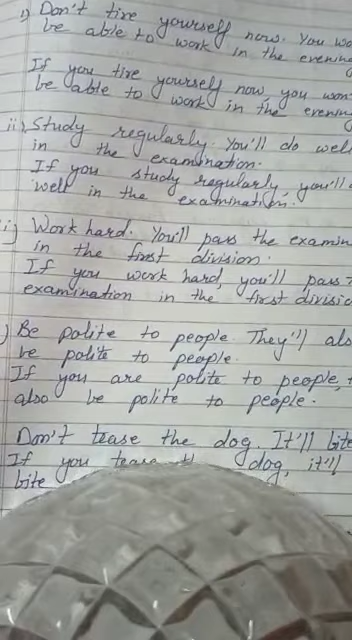 i) Don't tire yourself now. You wo
be able to work in the evening
If you tire yourself now, you won
be able to work in the evening
ii) Study regularly. You'll do well
in the examination.
If you study regularly, you'll
well in the examination.
Work hard. You'll pass the examin
in the first division.
If you work hard, you'll pass
examination in the first divisio
Be polite to people. They'll als
be polite to people.
If you are polite to people,
also be polite to people.
Don't tease the dog. It'll bite
If you tease dog, it'll
bite